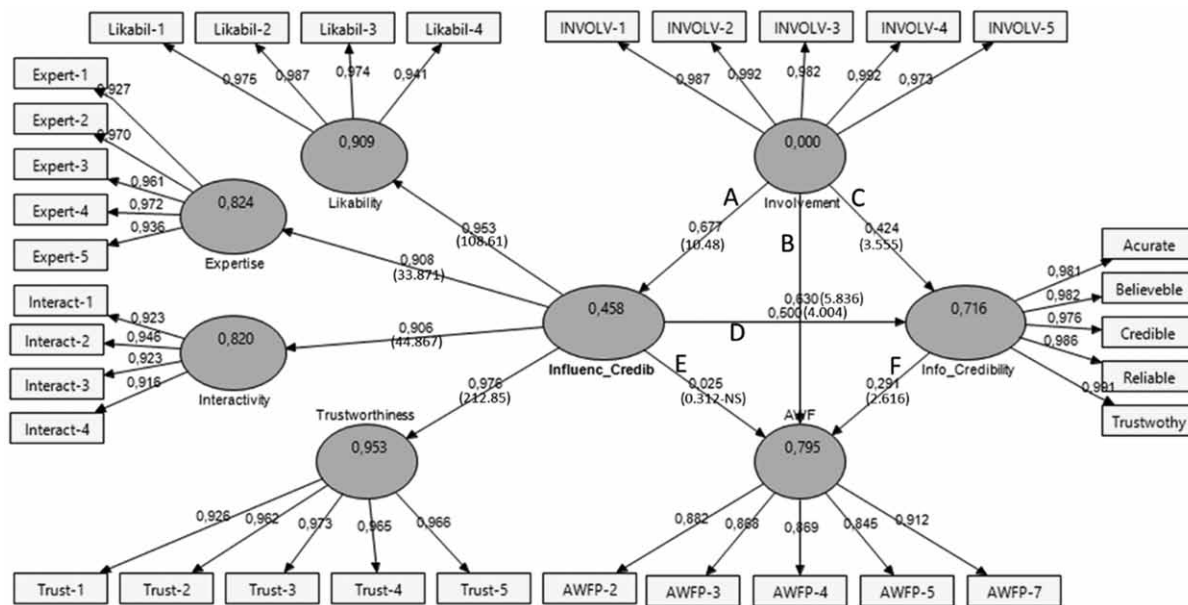 Likabil-1
Likabil-2
Likabil-3
Likabil-4
INVOLV-1
INVOLV-2
INVOLV-3
INVOLV-4
INVOLV-5
0,975
0,987
0,974
0,941
0,987
0,992
0,982
0,992
0,973
Expert-1
Expert-2
Expert-3
Expert-4
Expert-5
0,927
0,970
0,961
0,972
0,936
0,909
Likability
0,000
Involvement
0,824
Expertise
A
0,677
(10.48)
B
C
0,424
(3.555)
0,953
(108.61)
0,908
(33.871)
Interact-1
Interact-2
Interact-3
Interact-4
0,923
0,946
0,923
0,916
0,820
Interactivity
0,906
(44.867)
0,458
Influenc_Credib
0,630(5.836)
0,500(4.004)
D
0,716
Info_Credibility
0,981
0,982
0,976
0,986
0,991
Acurate
Believeble
Credible
Reliable
Trustwothy
0,976
(212.85)
E
0,025
(0.312-NS)
F
0,291
(2.616)
Trustworthiness
0,953
AWF
0,795
0,926
0,962
0,973
0,965
0,966
0,882
0,868
0,869
0,845
0,912
Trust-1
Trust-2
Trust-3
Trust-4
Trust-5
AWFP-2
AWFP-3
AWFP-4
AWFP-5
AWFP-7